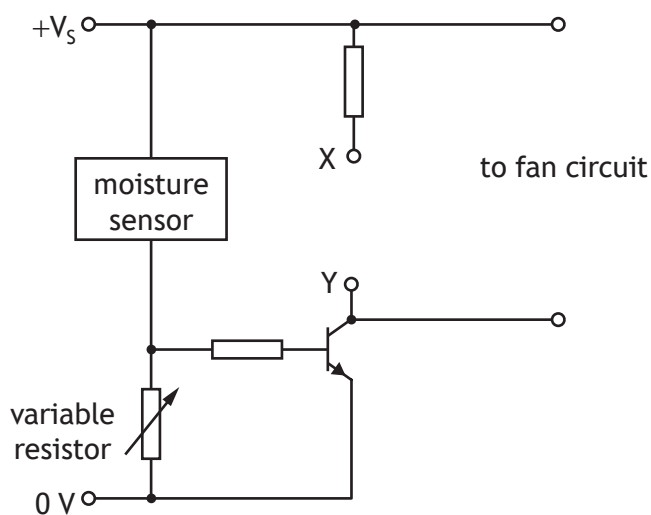 +Vs
X
to fan circuit
moisture
sensor
Y
variable
resistor
0 V